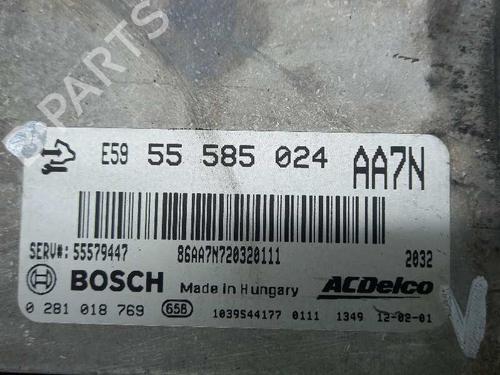 PARTS
E59 55 585 024 AA7N
SERV#: 55579447 86AA7N720320111 2032
BOSCH Made in Hungary ACDelco
0 281 018 769 658 1039S44177 0111 1349 12-02-01
V